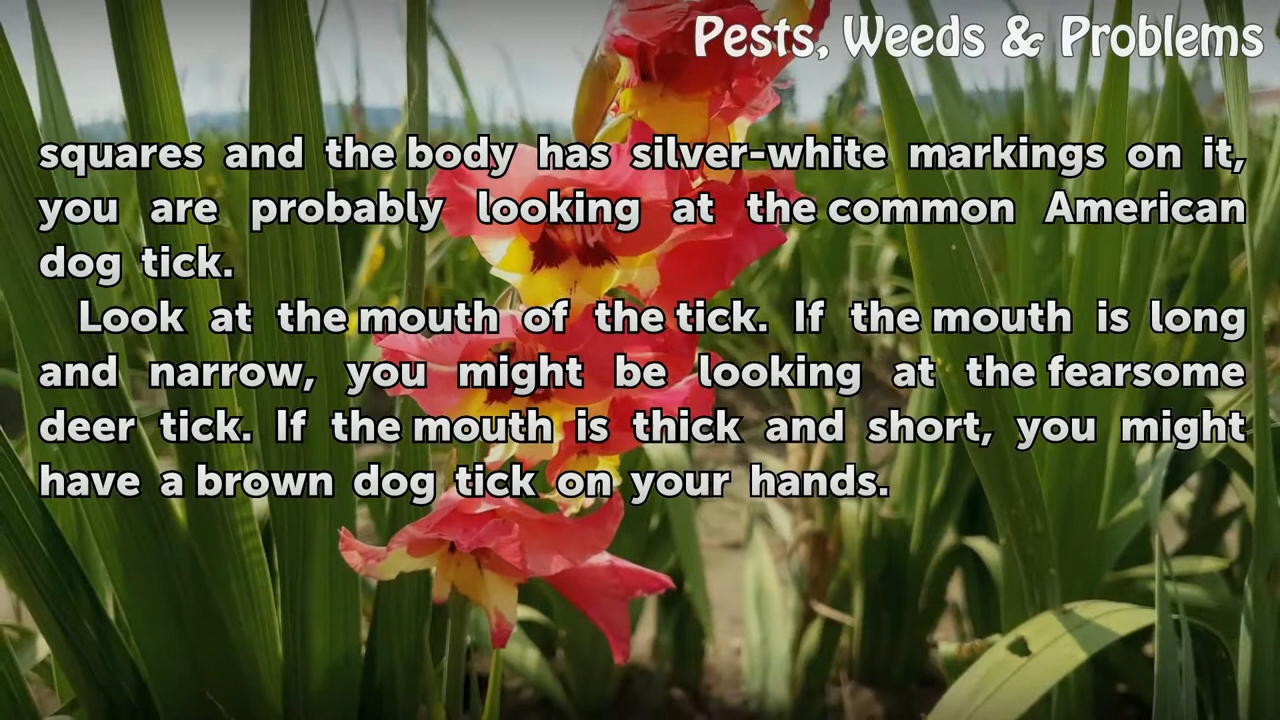 Pests, Weeds & Problems
squares and the body has silver-white markings on it,
you are probably looking at the common American
dog tick.
Look at the mouth of the tick. If the mouth is long
and narrow, you might be looking at the fearsome
deer tick. If the mouth is thick and short, you might
have a brown dog tick on your hands.